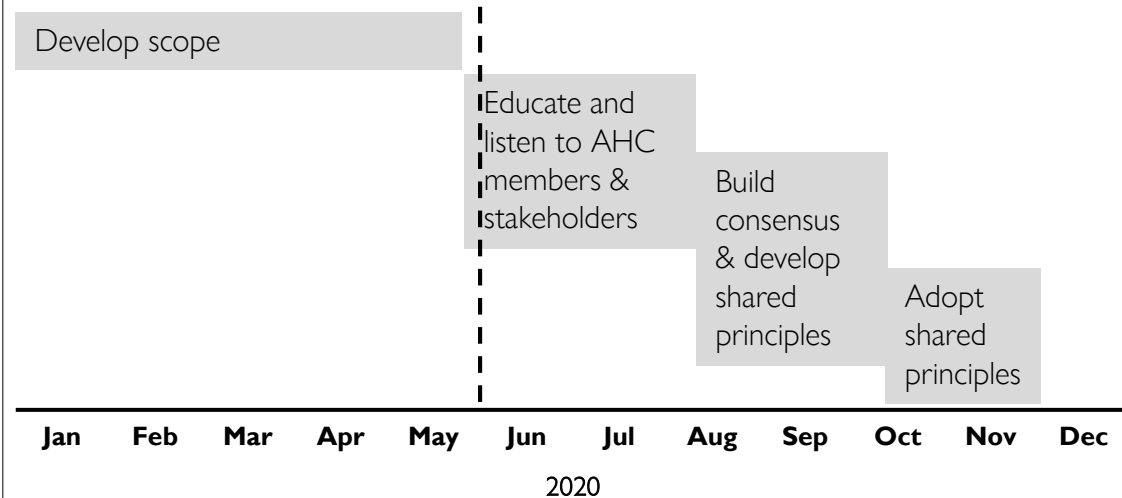 Develop scope
Educate and
listen to AHC
members &
stakeholders
Build
consensus
& develop
shared
principles
Adopt
shared
principles
Jan Feb Mar Apr May Jun Jul Aug Sep Oct Nov Dec
2020